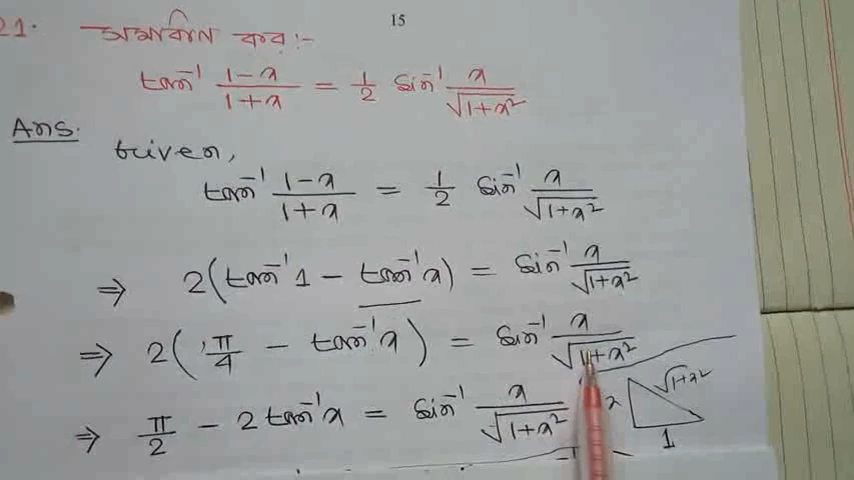 15
21. সমাধান কর :-
tan⁻¹ (1-x)/(1+x) = 1/2 sin⁻¹ x/√(1+x²)
Ans.
Given,
tan⁻¹ (1-x)/(1+x) = 1/2 sin⁻¹ x/√(1+x²)
⇒ 2(tan⁻¹1 - tan⁻¹x) = sin⁻¹ x/√(1+x²)
⇒ 2(π/4 - tan⁻¹x) = sin⁻¹ x/√(1+x²)
⇒ π/2 - 2tan⁻¹x = sin⁻¹ x/√(1+x²)
x √1+x²
1